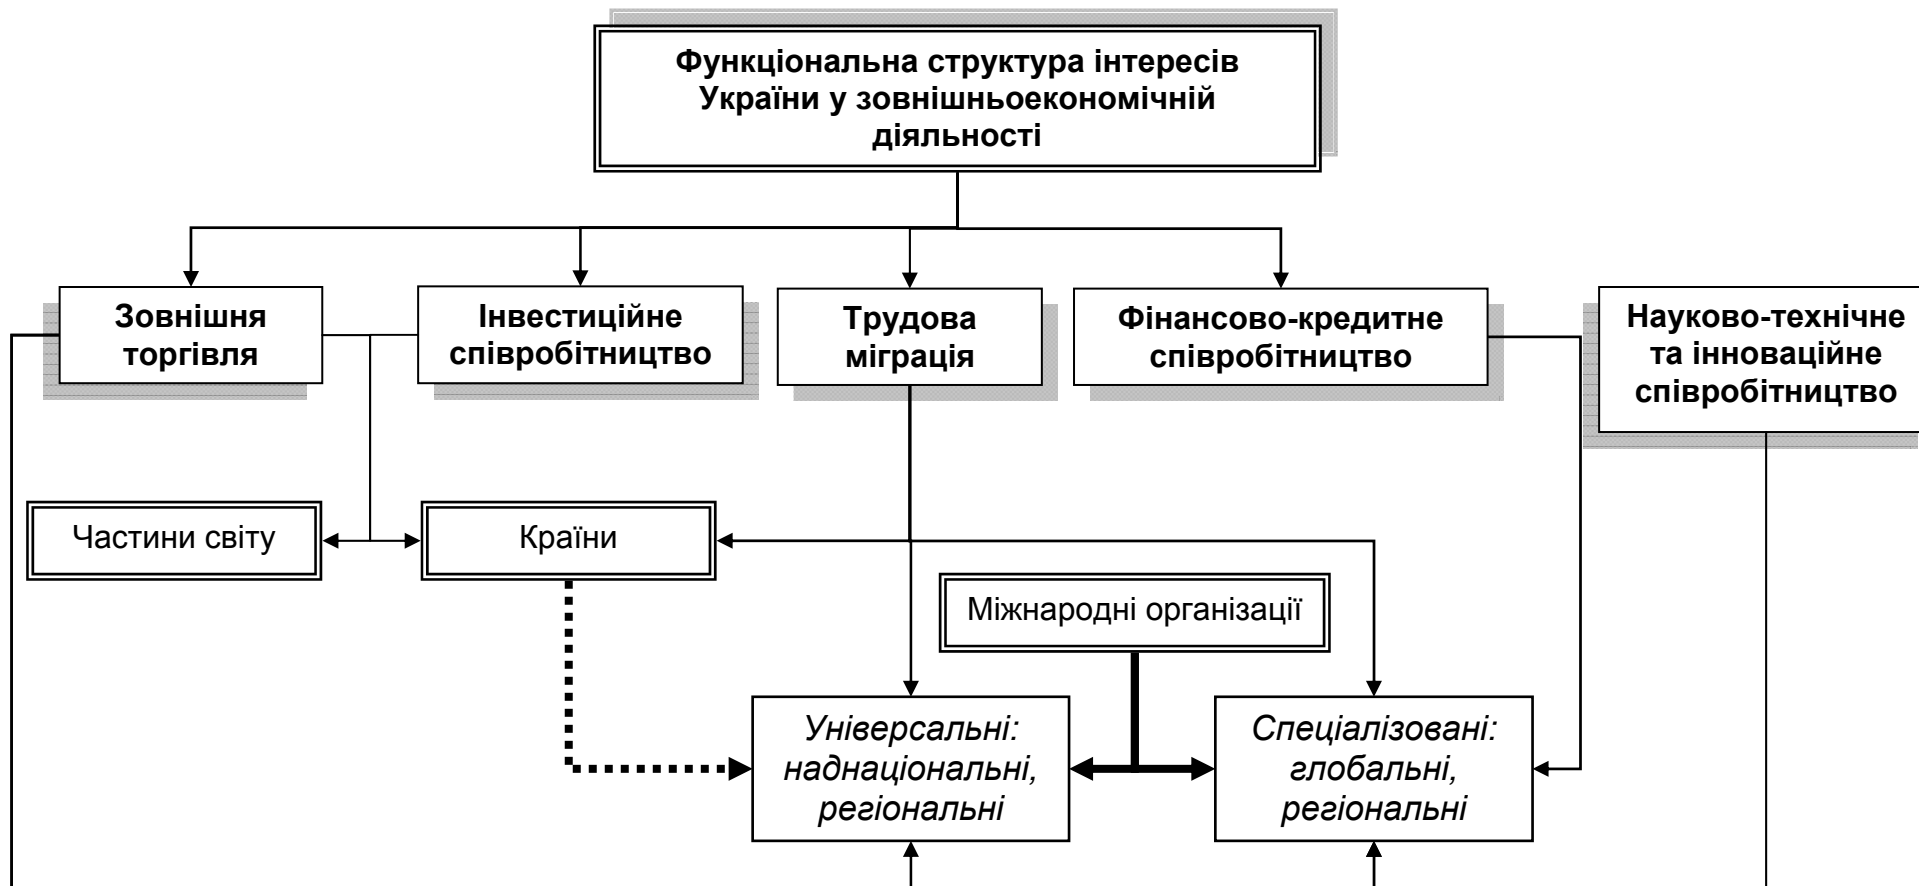 Функціональна структура інтересів
України у зовнішньоекономічній
діяльності
Зовнішня
торгівля
Інвестиційне
співробітництво
Трудова
міграція
Фінансово-кредитне
співробітництво
Науково-технічне
та інноваційне
співробітництво
Частини світу
Країни
Міжнародні організації
Універсальні:
наднаціональні,
регіональні
Спеціалізовані:
глобальні,
регіональні